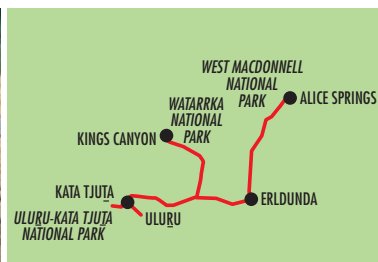 WEST MACDONNELL
NATIONAL
PARK
ALICE SPRINGS
WATARRKA
NATIONAL
PARK
KINGS CANYON
KATA TJUṮA
ERLDUNDA
ULURU-KATA TJUṮA
NATIONAL PARK
ULUṞU